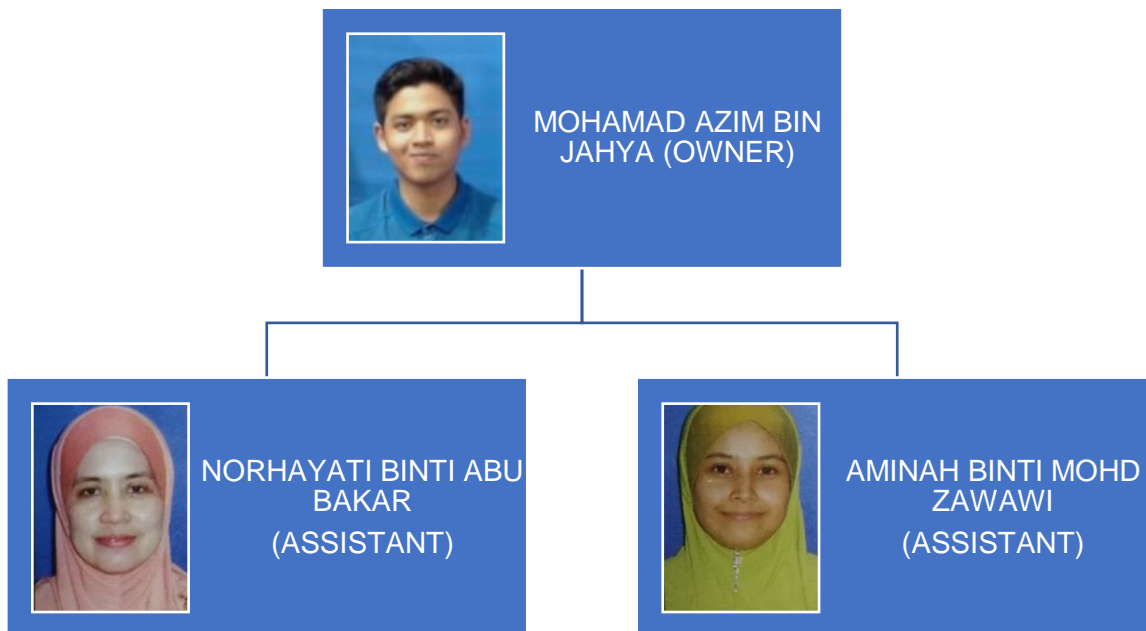 MOHAMAD AZIM BIN
JAHYA (OWNER)
NORHAYATI BINTI ABU
BAKAR
(ASSISTANT)
AMINAH BINTI MOHD
ZAWAWI
(ASSISTANT)